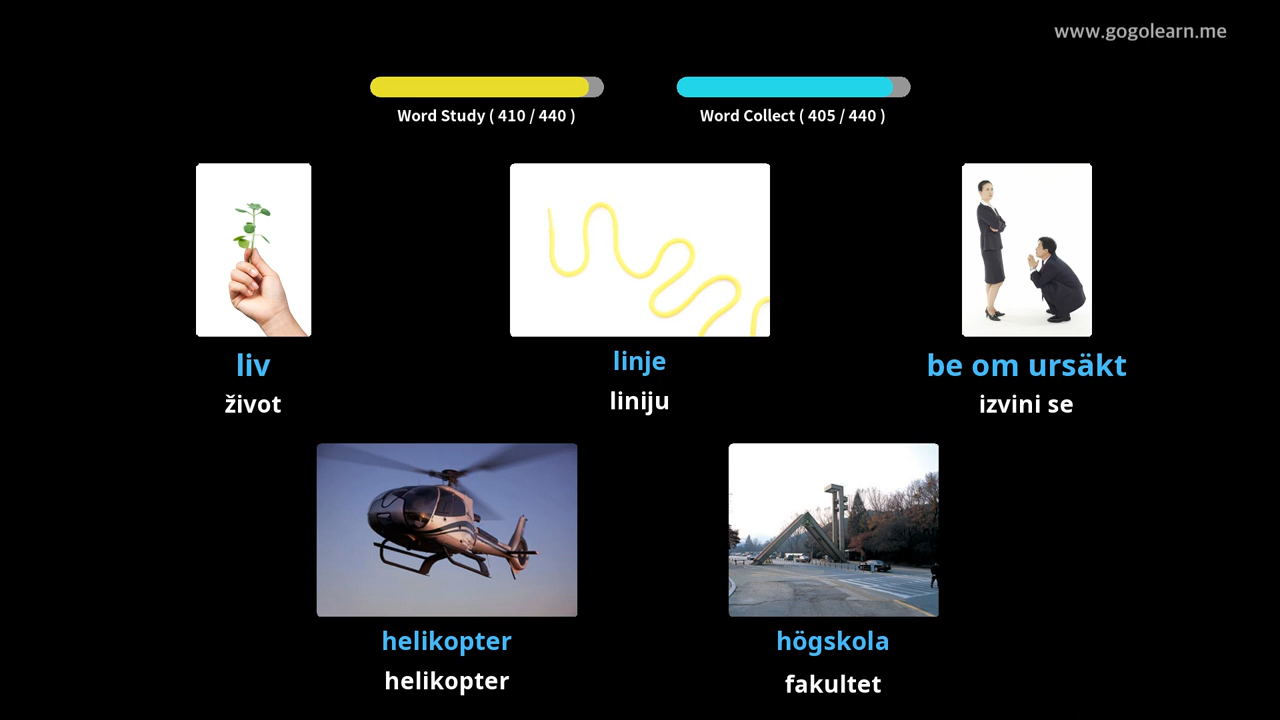 www.gogolearn.me
Word Study ( 410 / 440 )
Word Collect ( 405 / 440 )
liv
život
linje
liniju
be om ursäkt
izvini se
helikopter
helikopter
högskola
fakultet